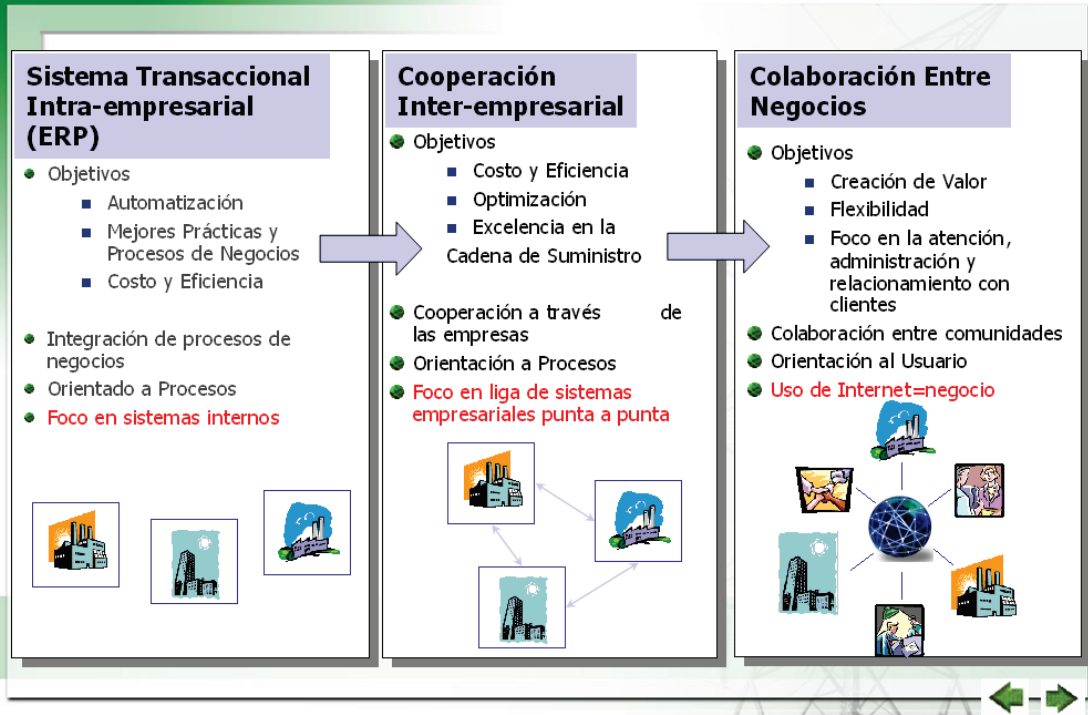 Sistema Transaccional
Intra-empresarial
(ERP)
Objetivos
Automatización
Mejores Prácticas y
Procesos de Negocios
Costo y Eficiencia
Integración de procesos de
negocios
Orientado a Procesos
Foco en sistemas internos
Cooperación
Inter-empresarial
Objetivos
Costo y Eficiencia
Optimización
Excelencia en la
Cadena de Suministro
Cooperación a través de
las empresas
Orientación a Procesos
Foco en liga de sistemas
empresariales punta a punta
Colaboración Entre
Negocios
Objetivos
Creación de Valor
Flexibilidad
Foco en la atención,
administración y
relacionamiento con
clientes
Colaboración entre comunidades
Orientación al Usuario
Uso de Internet=negocio